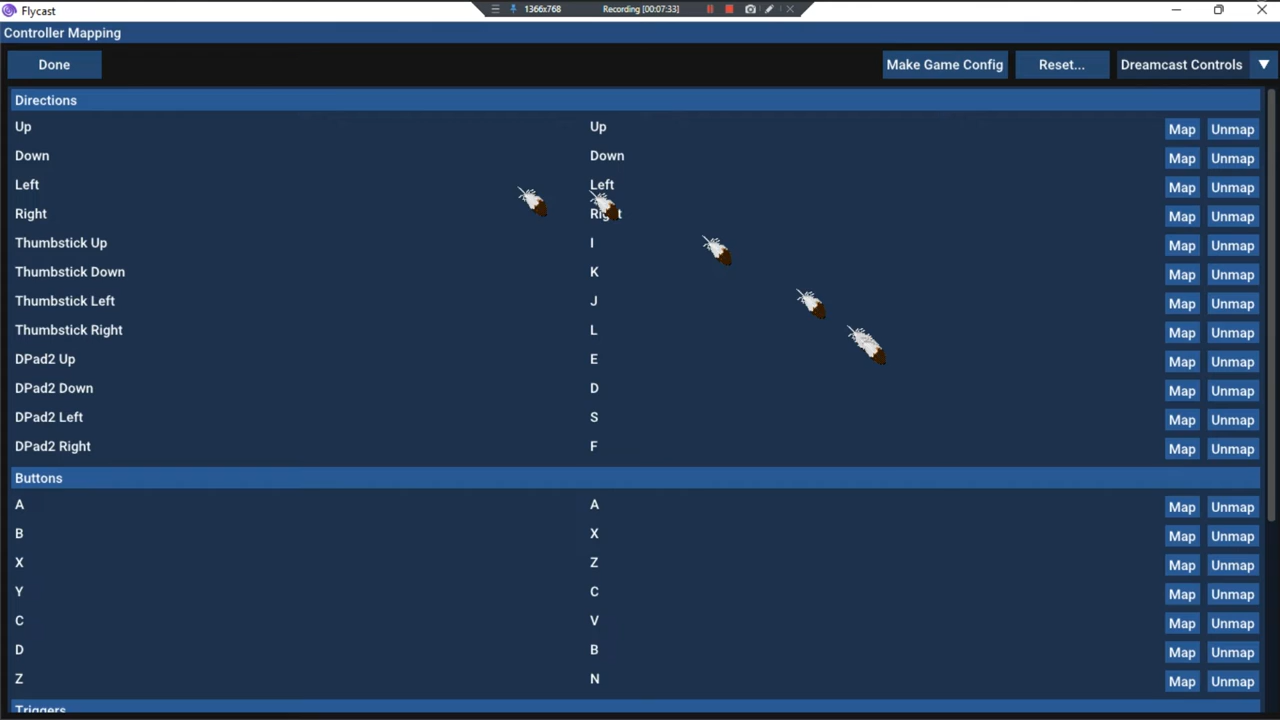 Flycast
1366x768 Recording [00:07:33]
Controller Mapping
Done Make Game Config Reset... Dreamcast Controls
Directions
Up Up Map Unmap
Down Down Map Unmap
Left Left Map Unmap
Right Right Map Unmap
Thumbstick Up I Map Unmap
Thumbstick Down K Map Unmap
Thumbstick Left J Map Unmap
Thumbstick Right L Map Unmap
DPad2 Up E Map Unmap
DPad2 Down D Map Unmap
DPad2 Left S Map Unmap
DPad2 Right F Map Unmap
Buttons
A A Map Unmap
B X Map Unmap
X Z Map Unmap
Y C Map Unmap
C V Map Unmap
D B Map Unmap
Z N Map Unmap
Triggers